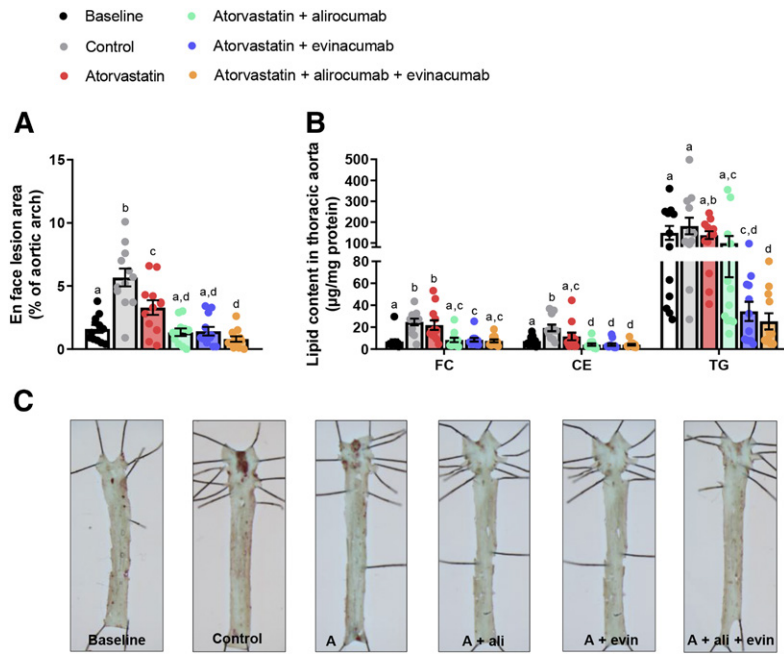 Baseline
Control
Atorvastatin
Atorvastatin + alirocumab
Atorvastatin + evinacumab
Atorvastatin + alirocumab + evinacumab
A
En face lesion area
(% of aortic arch)
15
10
5
0
a
b
c
a,d
a,d
d
B
Lipid content in thoracic aorta
(µg/mg protein)
500
400
300
200
100
80
60
40
20
0
a
b
b
a,c
c
a,c
a
b
a,c
d
d
d
a
a
a,b
a,c
c,d
d
FC
CE
TG
C
Baseline
Control
A
A + ali
A + evin
A + ali + evin